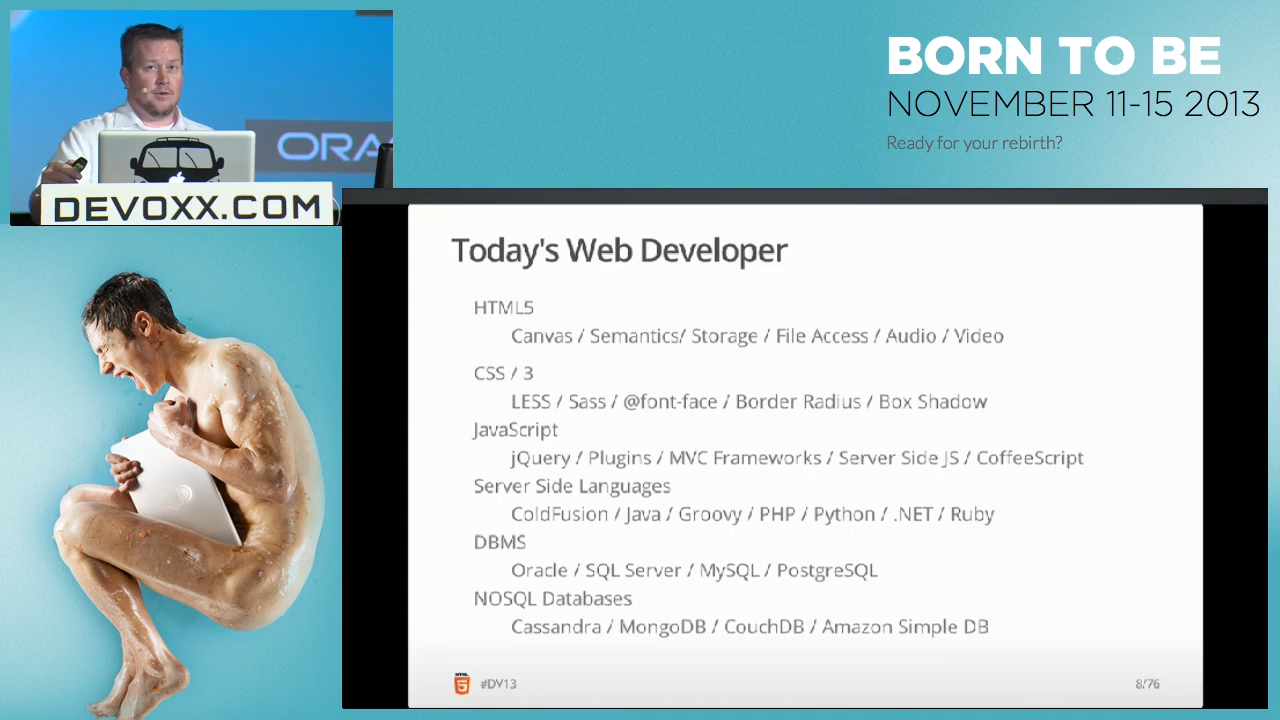 BORN TO BE
NOVEMBER 11-15 2013
Ready for your rebirth?
ORA
DEVOXX.COM
Today's Web Developer
HTML5
Canvas / Semantics/ Storage / File Access / Audio / Video
CSS / 3
LESS / Sass / @font-face / Border Radius / Box Shadow
JavaScript
jQuery / Plugins / MVC Frameworks / Server Side JS / CoffeeScript
Server Side Languages
ColdFusion / Java / Groovy / PHP / Python / .NET / Ruby
DBMS
Oracle / SQL Server / MySQL / PostgreSQL
NOSQL Databases
Cassandra / MongoDB / CouchDB / Amazon Simple DB
HTML
5
#DV13
8/76